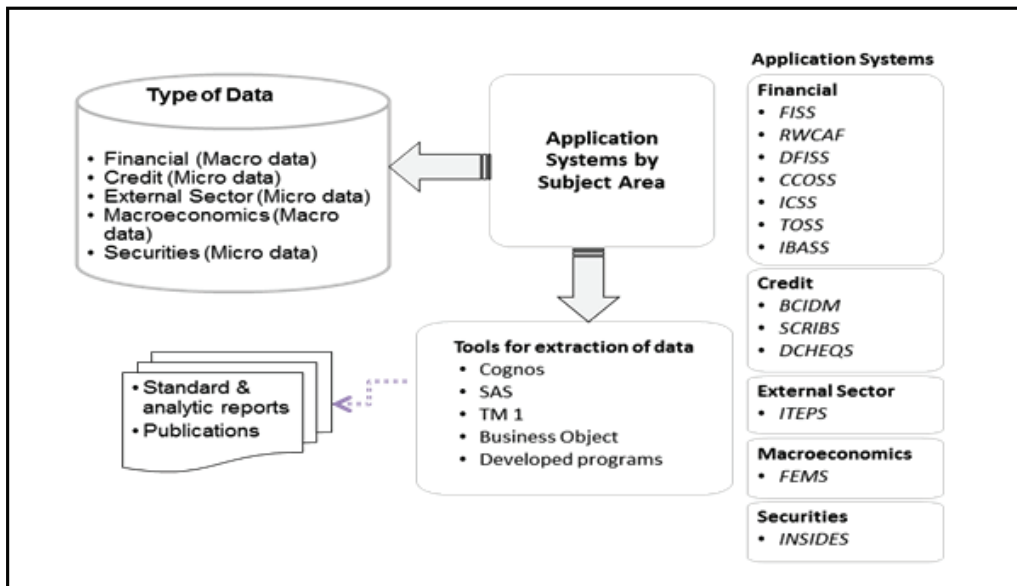 Type of Data
• Financial (Macro data)
• Credit (Micro data)
• External Sector (Micro data)
• Macroeconomics (Macro
data)
• Securities (Micro data)
Application
Systems by
Subject Area
Tools for extraction of data
• Cognos
• SAS
• TM 1
• Business Object
• Developed programs
• Standard &
analytic reports
• Publications
Application Systems
Financial
• FISS
• RWCAF
• DFISS
• CCOSS
• ICSS
• TOSS
• IBASS
Credit
• BCIDM
• SCRIBS
• DCHEQS
External Sector
• ITEPS
Macroeconomics
• FEMS
Securities
• INSIDES